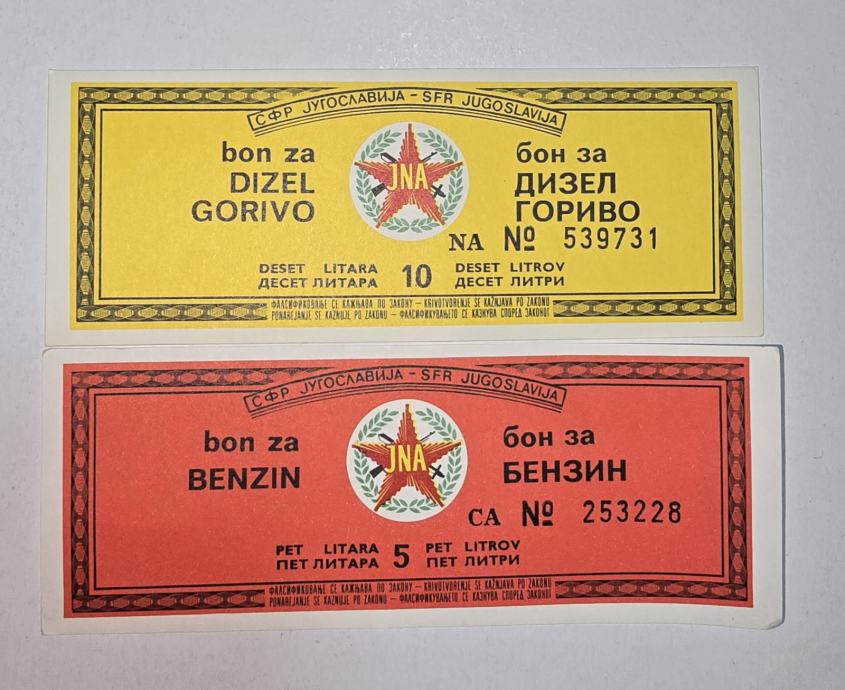 СФР ЈУГОСЛАВИЈА - SFR JUGOSLAVIJA
bon za
DIZEL
GORIVO
JNA
бон за
ДИЗЕЛ
ГОРИВО
NA № 539731
DESET LITARA 10 DESET LITROV
ДЕСЕТ ЛИТАРА ДЕСЕТ ЛИТРИ
ФАЛСИФИКОВАЊЕ СЕ КАЖЊАВА ПО ЗАКОНУ - KRIVOTVORENJE SE KAŽNJAVA PO ZAKONU
PONAREJANJE SE KAZNUJE PO ZAKONU - ФАЛСИФИКУВАЊЕТО СЕ КАЗНУВА СПОРЕД ЗАКОНОТ
СФР ЈУГОСЛАВИЈА - SFR JUGOSLAVIJA
bon za
BENZIN
JNA
бон за
БЕНЗИН
CA № 253228
PET LITARA 5 PET LITROV
ПЕТ ЛИТАРА ПЕТ ЛИТРИ
ФАЛСИФИКОВАЊЕ СЕ КАЖЊАВА ПО ЗАКОНУ - KRIVOTVORENJE SE KAŽNJAVA PO ZAKONU
PONAREJANJE SE KAZNUJE PO ZAKONU - ФАЛСИФИКУВАЊЕТО СЕ КАЗНУВА СПОРЕД ЗАКОНОТ